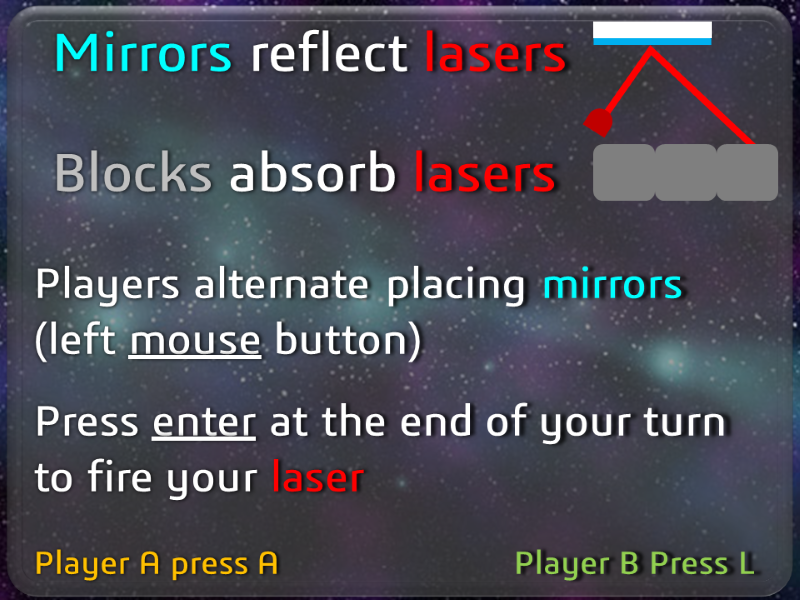 Mirrors reflect lasers
Blocks absorb lasers
Players alternate placing mirrors
(left mouse button)
Press enter at the end of your turn
to fire your laser
Player A press A
Player B Press L